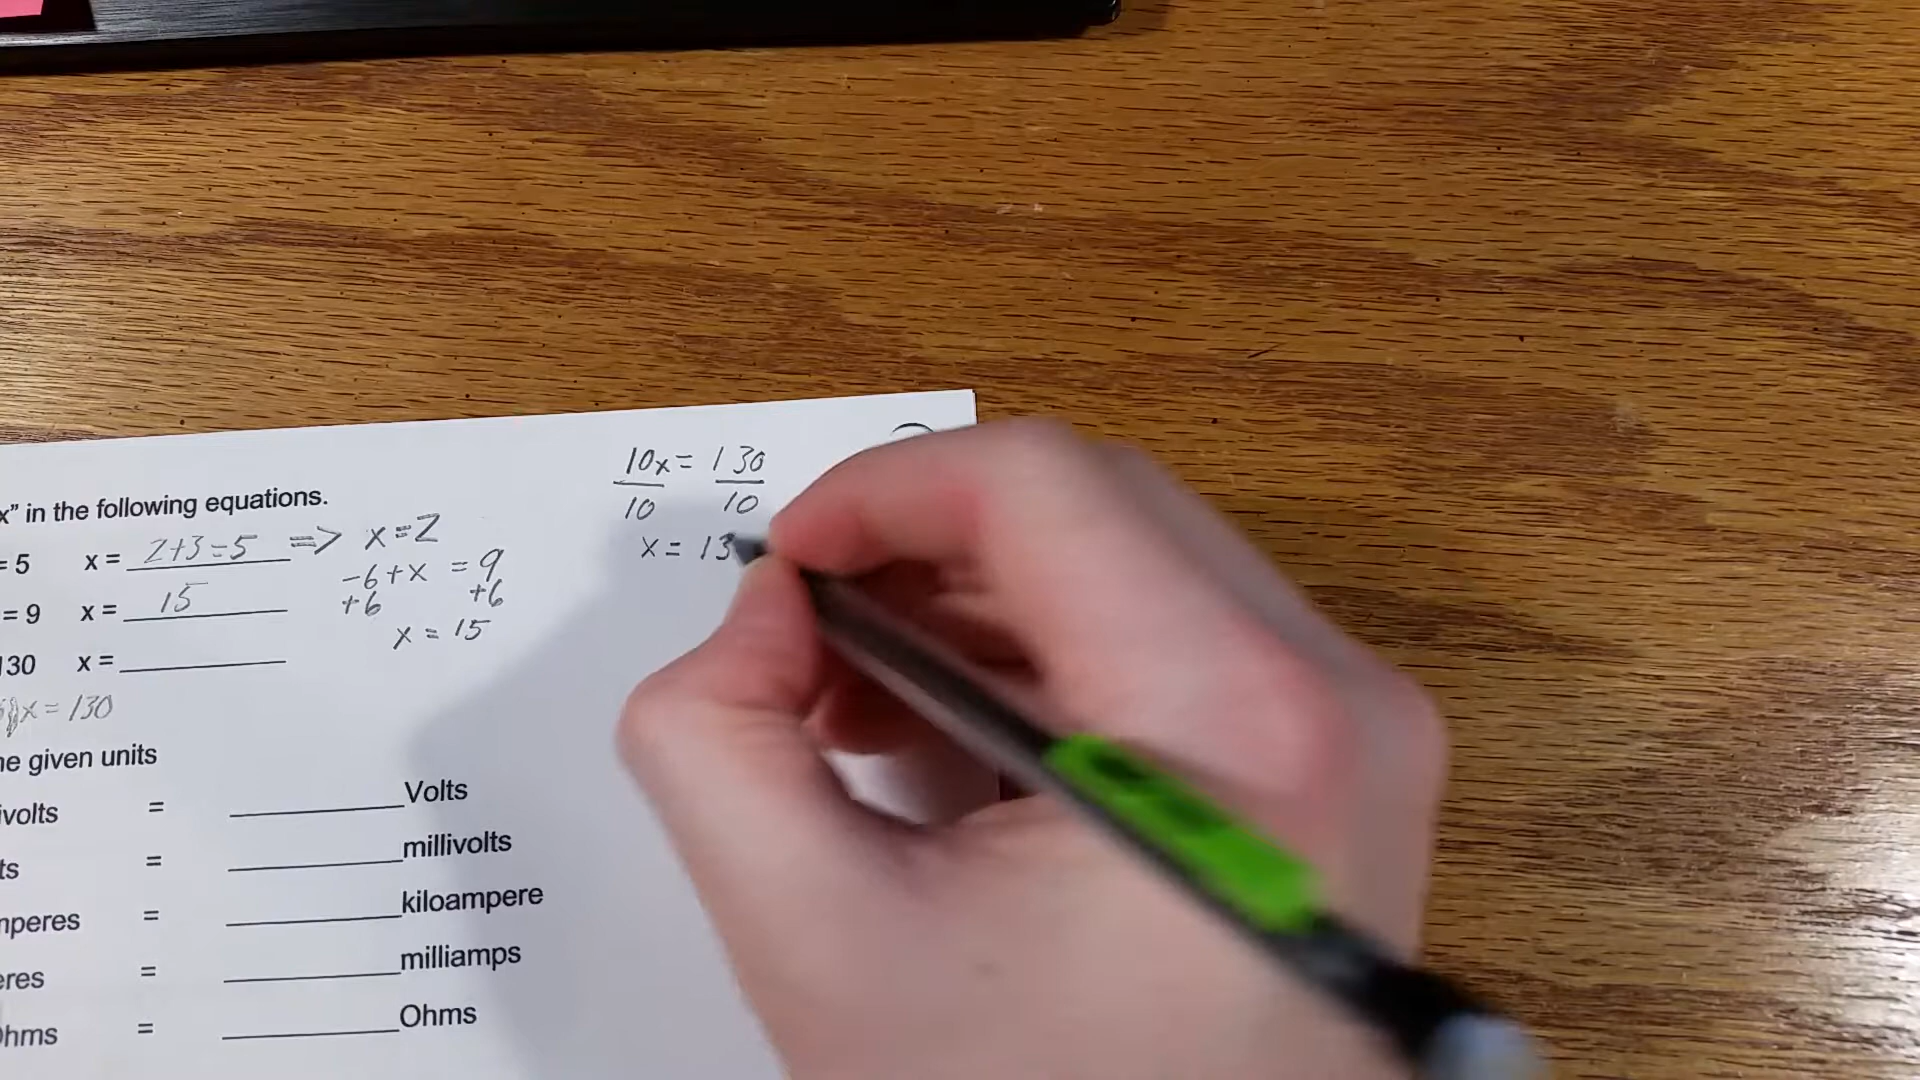 x” in the following equations.
= 5 x = 2+3=5 => x=2
= 9 x = 15
130 x =
x = 130
-6+x = 9
+6 +6
x = 15
10x = 130
10 10
x = 13
he given units
ivolts = Volts
ts = millivolts
mperes = kiloampere
eres = milliamps
Ohms = Ohms